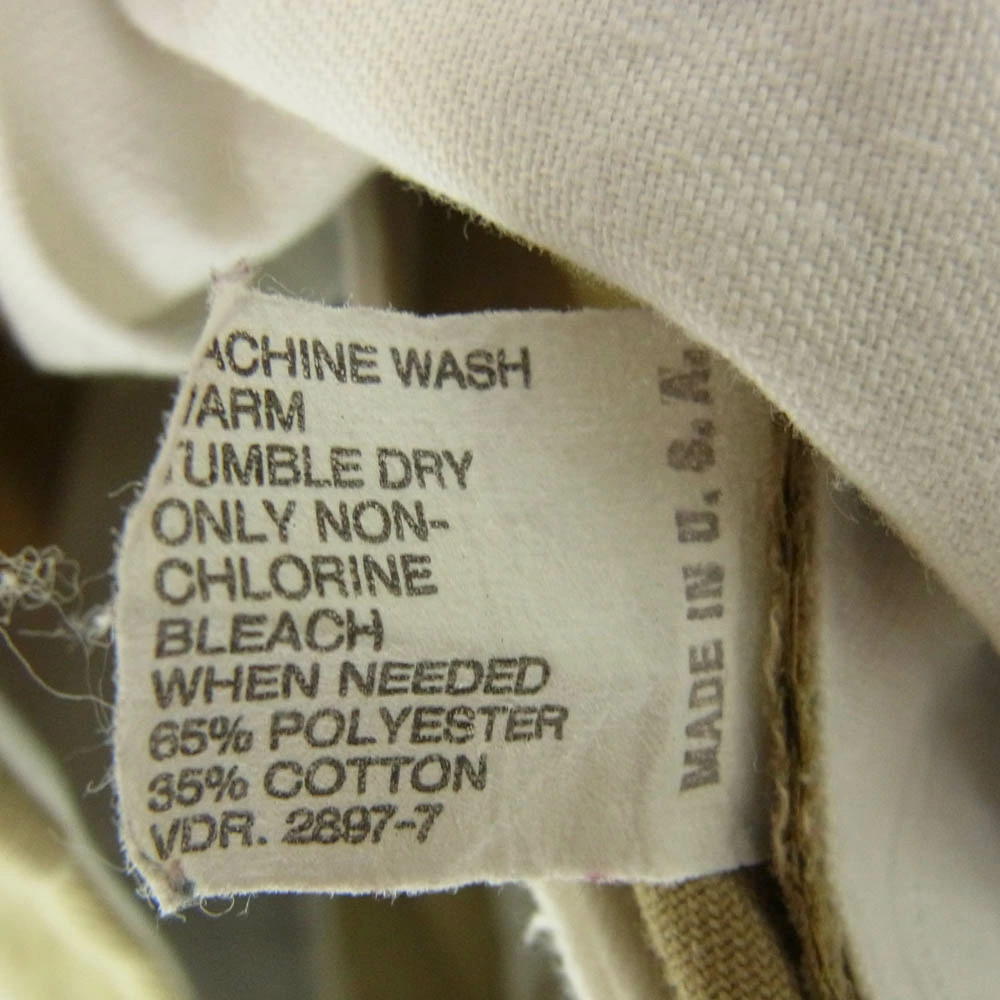 ACHINE WASH
ARM
TUMBLE DRY
ONLY NON-
CHLORINE
BLEACH
WHEN NEEDED
65% POLYESTER
35% COTTON
VDR. 2897-7
MADE IN U.S.A.